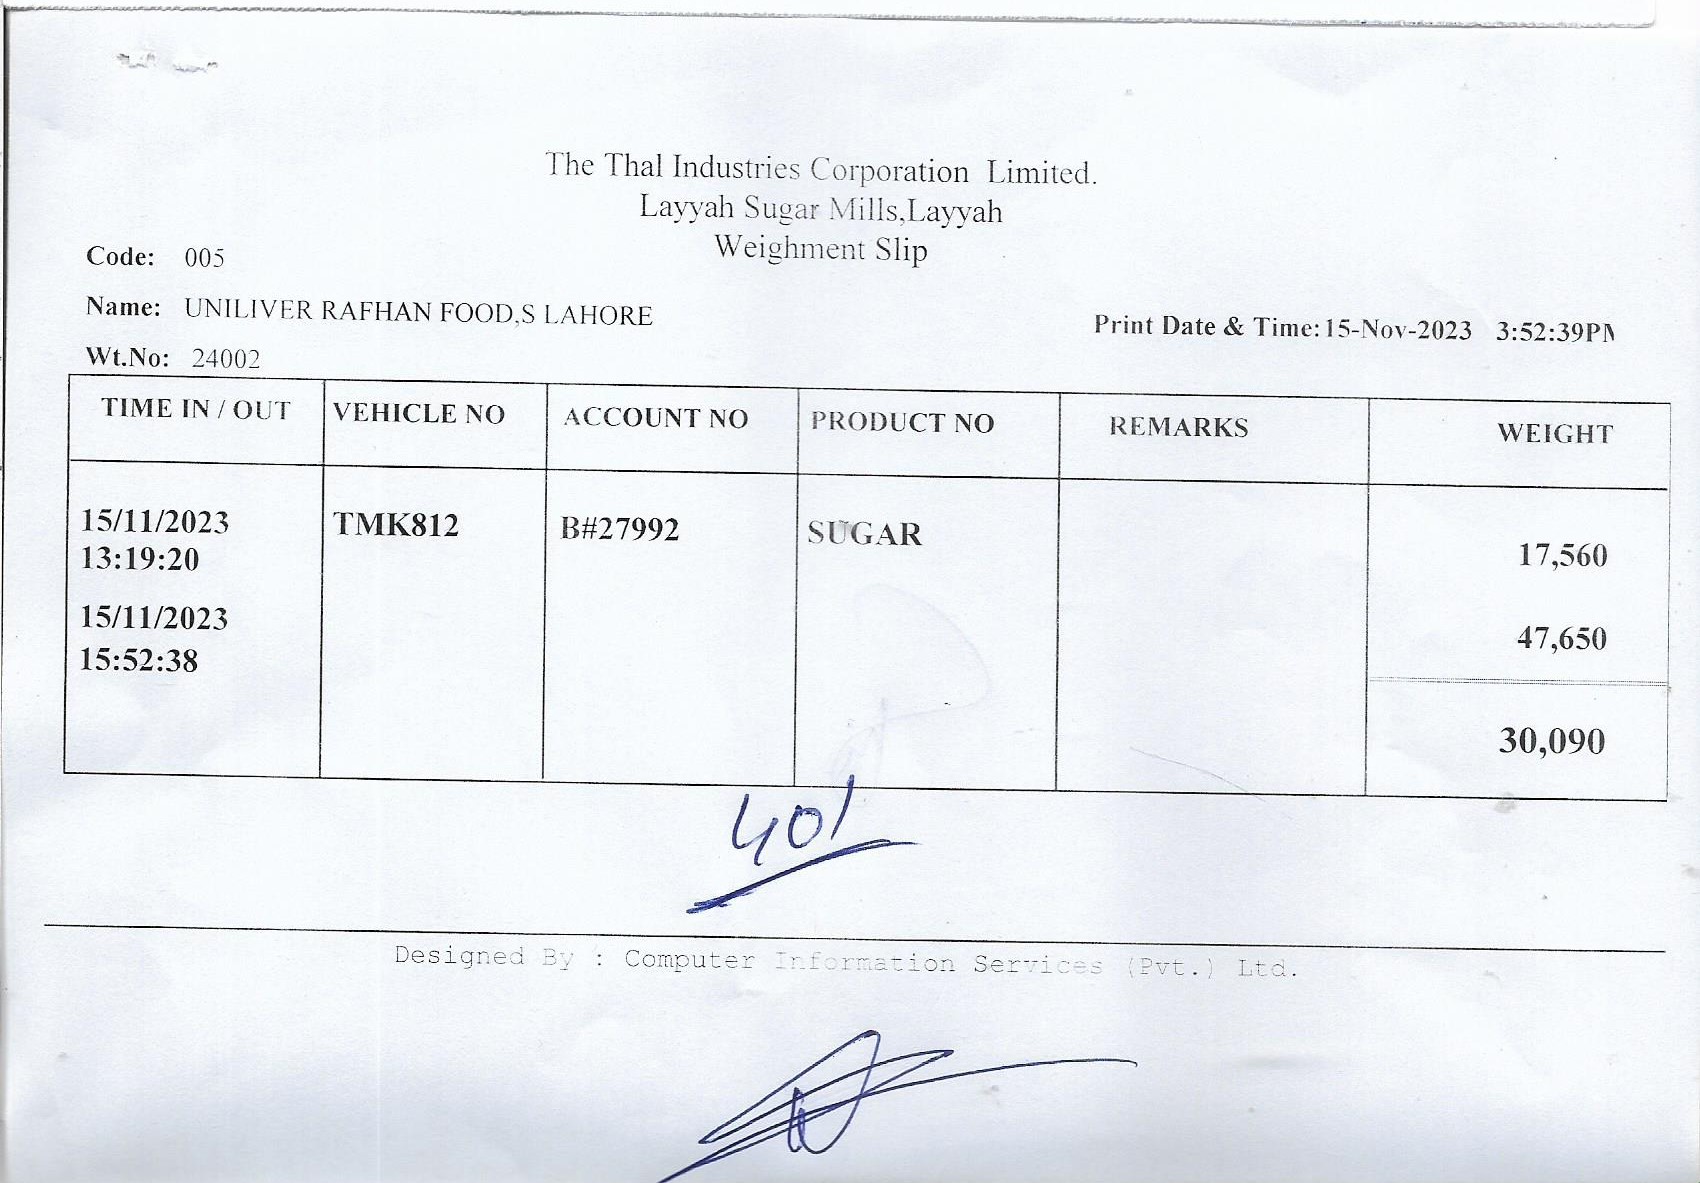 The Thal Industries Corporation Limited.
Layyah Sugar Mills,Layyah
Weighment Slip
Code: 005
Name: UNILIVER RAFHAN FOOD,S LAHORE
Print Date & Time:15-Nov-2023 3:52:39PM
Wt.No: 24002
TIME IN / OUT VEHICLE NO ACCOUNT NO PRODUCT NO REMARKS WEIGHT
15/11/2023 TMK812 B#27992 SUGAR 17,560
13:19:20
15/11/2023 47,650
15:52:38
30,090
401
Designed By : Computer Information Services (Pvt.) Ltd.